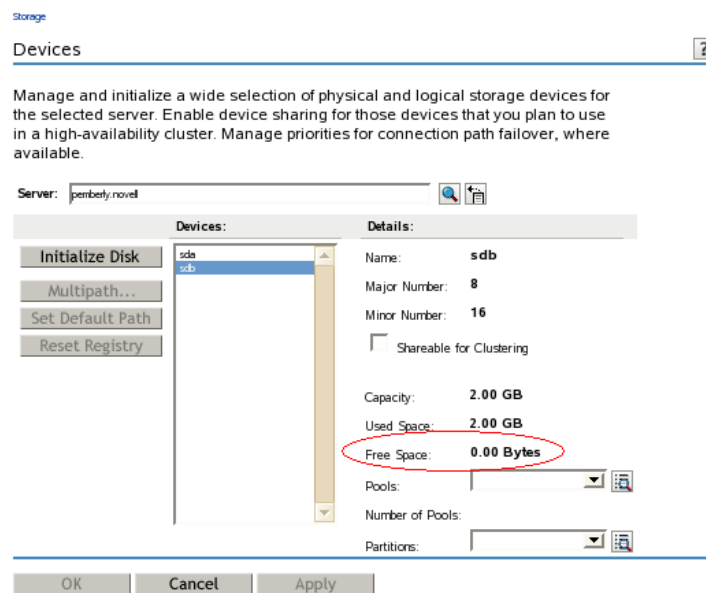 Storage
Devices
?
Manage and initialize a wide selection of physical and logical storage devices for
the selected server. Enable device sharing for those devices that you plan to use
in a high-availability cluster. Manage priorities for connection path failover, where
available.
Server: pemberly.novell
Devices: Details:
Initialize Disk
Multipath...
Set Default Path
Reset Registry
sda
sdb
Name: sdb
Major Number: 8
Minor Number: 16
Shareable for Clustering
Capacity: 2.00 GB
Used Space: 2.00 GB
Free Space: 0.00 Bytes
Pools:
Number of Pools:
Partitions:
OK Cancel Apply